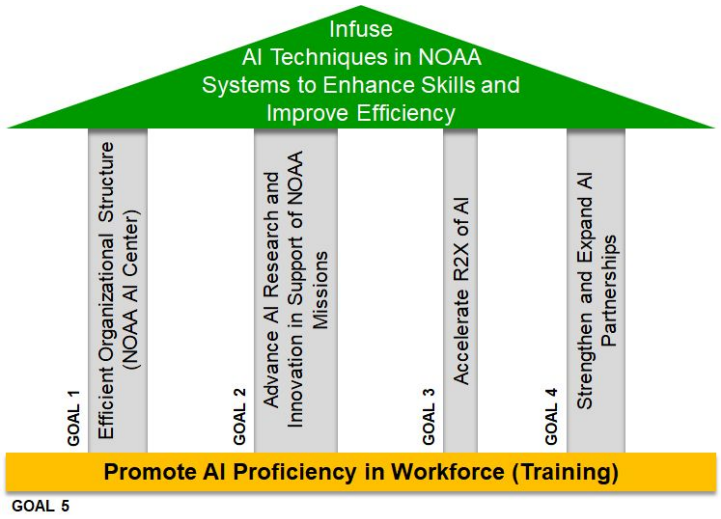 Infuse
AI Techniques in NOAA
Systems to Enhance Skills and
Improve Efficiency
GOAL 1
Efficient Organizational Structure
(NOAA AI Center)
GOAL 2
Advance AI Research and
Innovation in Support of NOAA
Missions
GOAL 3
Accelerate R2X of AI
GOAL 4
Strengthen and Expand AI
Partnerships
Promote AI Proficiency in Workforce (Training)
GOAL 5